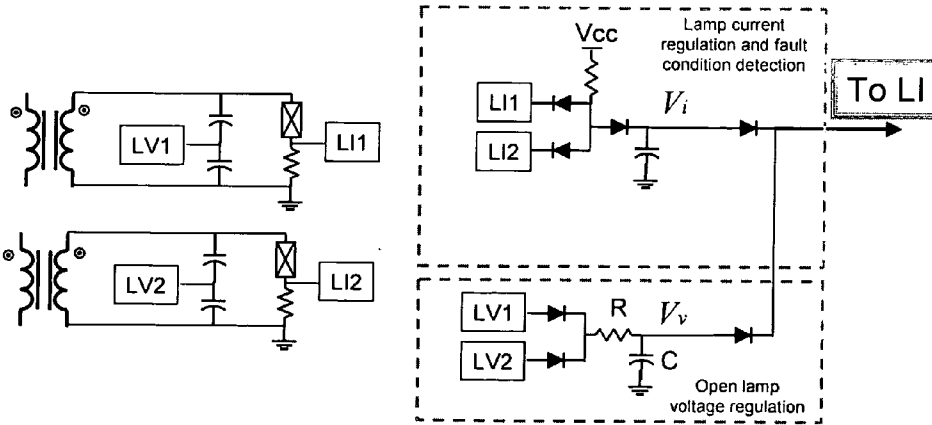 LV1
LI1
LV2
LI2
Lamp current
regulation and fault
condition detection
Vcc
LI1
LI2
Vi
To LI
LV1
LV2
R
Vv
C
Open lamp
voltage regulation